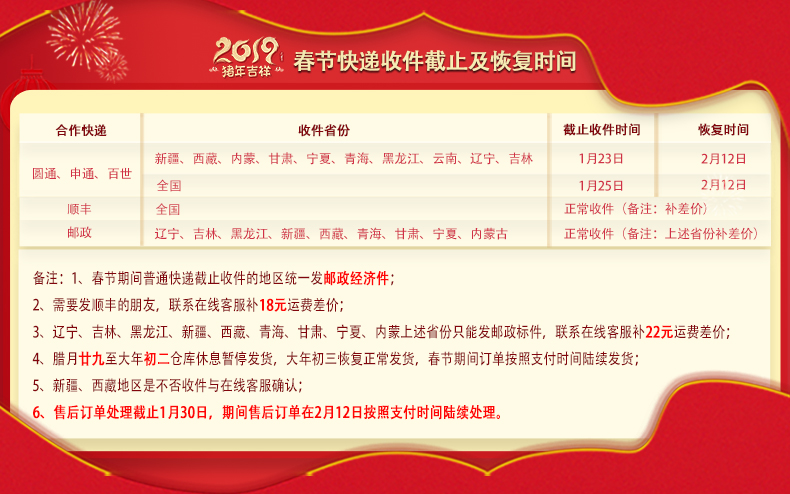 2019 猪年吉祥 春节快递收件截止及恢复时间
合作快递 收件省份 截止收件时间 恢复时间
圆通、申通、百世 新疆、西藏、内蒙、甘肃、宁夏、青海、黑龙江、云南、辽宁、吉林 1月23日 2月12日
全国 1月25日 2月12日
顺丰 全国 正常收件（备注：补差价）
邮政 辽宁、吉林、黑龙江、新疆、西藏、青海、甘肃、宁夏、内蒙古 正常收件（备注：上述省份补差价）
备注：1、春节期间普通快递截止收件的地区统一发邮政经济件；
2、需要发顺丰的朋友，联系在线客服补18元运费差价；
3、辽宁、吉林、黑龙江、新疆、西藏、青海、甘肃、宁夏、内蒙上述省份只能发邮政标件，联系在线客服补22元运费差价；
4、腊月廿九至大年初二仓库休息暂停发货，大年初三恢复正常发货，春节期间订单按照支付时间陆续发货；
5、新疆、西藏地区是不否收件与在线客服确认；
6、售后订单处理截止1月30日，期间售后订单在2月12日按照支付时间陆续处理。